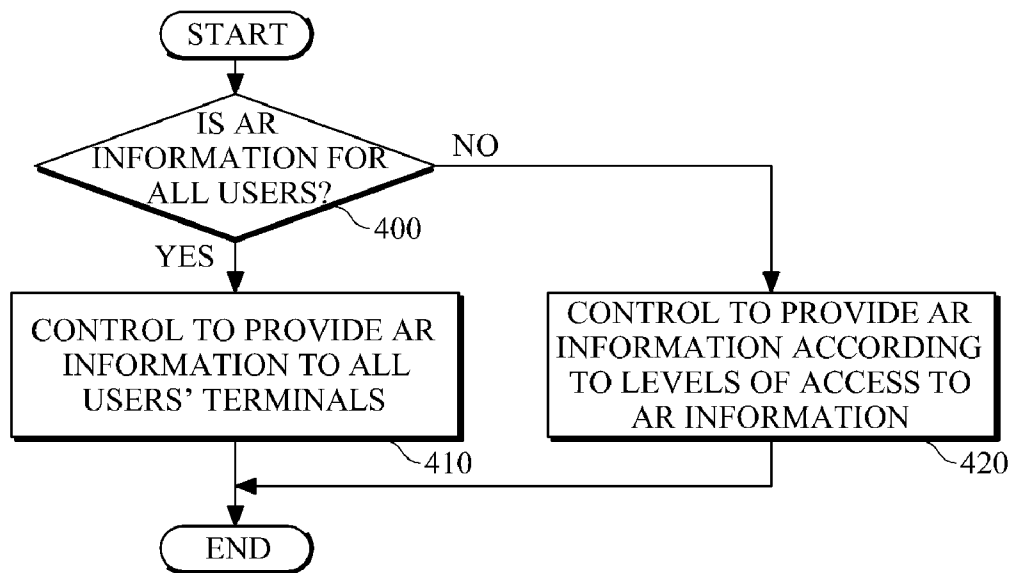 START
IS AR
INFORMATION FOR
ALL USERS?
NO
400
YES
CONTROL TO PROVIDE AR
INFORMATION TO ALL
USERS’ TERMINALS
410
CONTROL TO PROVIDE AR
INFORMATION ACCORDING
TO LEVELS OF ACCESS TO
AR INFORMATION
420
END